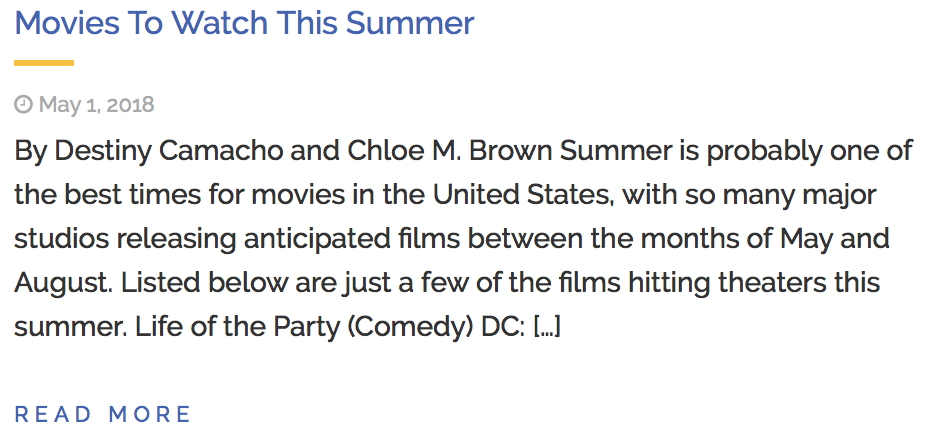 Movies To Watch This Summer
May 1, 2018
By Destiny Camacho and Chloe M. Brown Summer is probably one of
the best times for movies in the United States, with so many major
studios releasing anticipated films between the months of May and
August. Listed below are just a few of the films hitting theaters this
summer. Life of the Party (Comedy) DC: […]
READ MORE